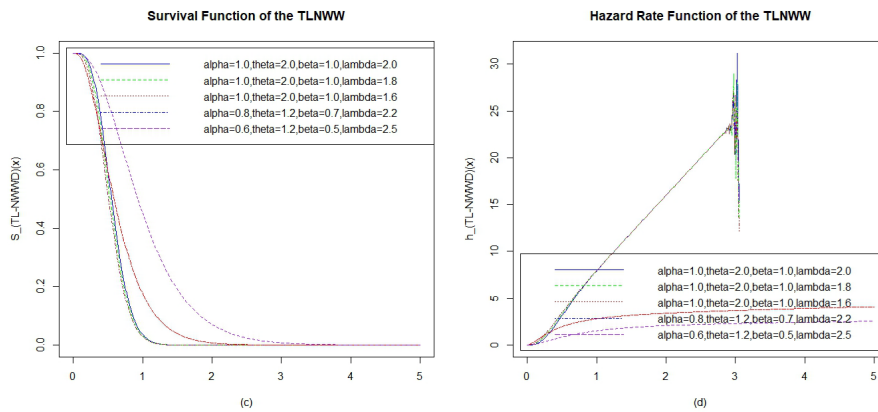 Survival Function of the TLNWW
S_(TL-NWWD)(x)
1.0
0.8
0.6
0.4
0.2
0.0
alpha=1.0,theta=2.0,beta=1.0,lambda=2.0
alpha=1.0,theta=2.0,beta=1.0,lambda=1.8
alpha=1.0,theta=2.0,beta=1.0,lambda=1.6
alpha=0.8,theta=1.2,beta=0.7,lambda=2.2
alpha=0.6,theta=1.2,beta=0.5,lambda=2.5
0 1 2 3 4 5
(c)
Hazard Rate Function of the TLNWW
h_(TL-NWWD)(x)
30
25
20
15
10
5
0
alpha=1.0,theta=2.0,beta=1.0,lambda=2.0
alpha=1.0,theta=2.0,beta=1.0,lambda=1.8
alpha=1.0,theta=2.0,beta=1.0,lambda=1.6
alpha=0.8,theta=1.2,beta=0.7,lambda=2.2
alpha=0.6,theta=1.2,beta=0.5,lambda=2.5
0 1 2 3 4 5
(d)